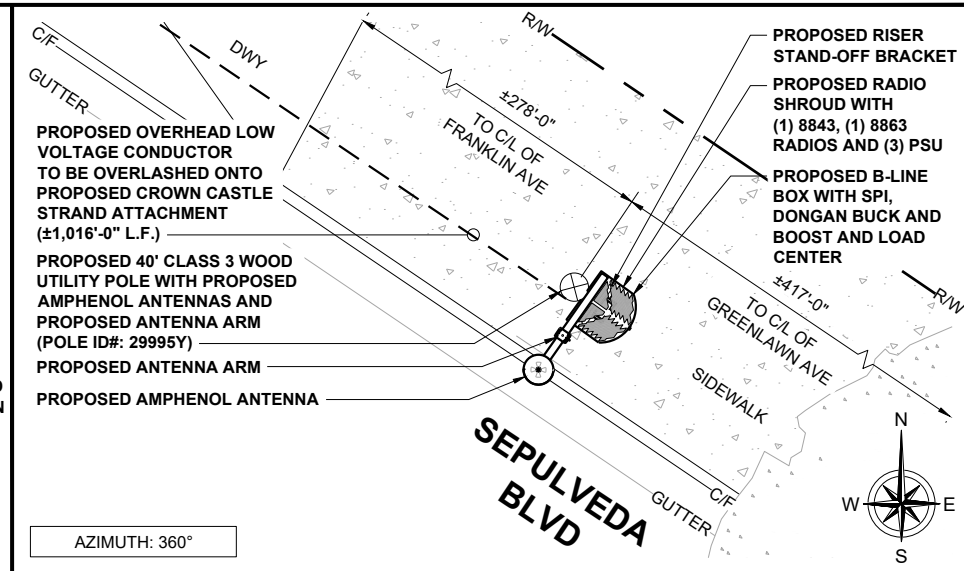 C/F
GUTTER
DWY
R/W
±278'-0"
TO C/L OF
FRANKLIN AVE
PROPOSED OVERHEAD LOW
VOLTAGE CONDUCTOR
TO BE OVERLASHED ONTO
PROPOSED CROWN CASTLE
STRAND ATTACHMENT
(±1,016'-0" L.F.)
PROPOSED 40' CLASS 3 WOOD
UTILITY POLE WITH PROPOSED
AMPHENOL ANTENNAS AND
PROPOSED ANTENNA ARM
(POLE ID#: 29995Y)
PROPOSED ANTENNA ARM
PROPOSED AMPHENOL ANTENNA
PROPOSED RISER
STAND-OFF BRACKET
PROPOSED RADIO
SHROUD WITH
(1) 8843, (1) 8863
RADIOS AND (3) PSU
PROPOSED B-LINE
BOX WITH SPI,
DONGAN BUCK AND
BOOST AND LOAD
CENTER
±417'-0"
TO C/L OF
GREENLAWN AVE
R/W
SIDEWALK
SEPULVEDA
BLVD
GUTTER
C/F
N
W
E
S
AZIMUTH: 360°